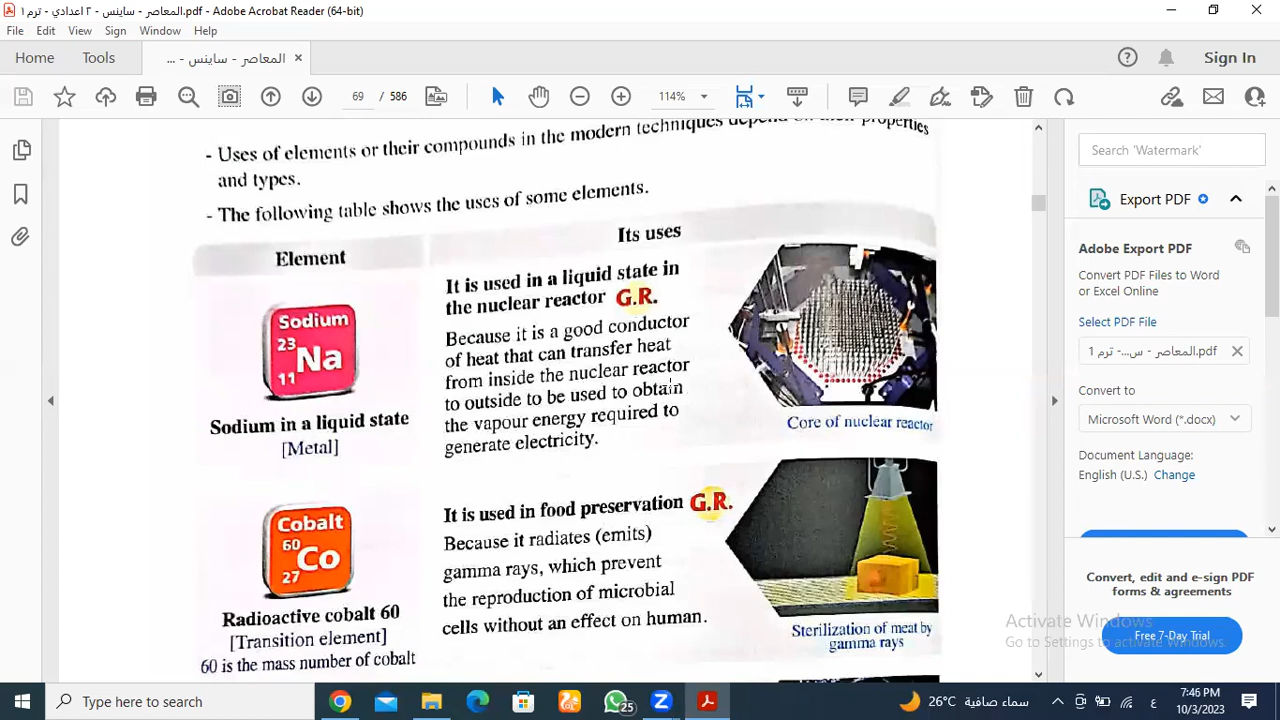 المعاصر - ساينس - ٢ اعدادي - ترم ١.pdf - Adobe Acrobat Reader (64-bit)
File Edit View Sign Window Help
Home Tools المعاصر - ساينس - ... Sign In
69 / 586 114%
- Uses of elements or their compounds in the modern techniques depend on their properties
and types.
- The following table shows the uses of some elements.
Element Its uses
Sodium
23
Na
11
Sodium in a liquid state
[Metal]
It is used in a liquid state in
the nuclear reactor G.R.
Because it is a good conductor
of heat that can transfer heat
from inside the nuclear reactor
to outside to be used to obtain
the vapour energy required to
generate electricity.
Core of nuclear reactor
Cobalt
60
Co
27
Radioactive cobalt 60
[Transition element]
60 is the mass number of cobalt
It is used in food preservation G.R.
Because it radiates (emits)
gamma rays, which prevent
the reproduction of microbial
cells without an effect on human.
Sterilization of meat by
gamma rays
Search 'Watermark'
Export PDF
Adobe Export PDF
Convert PDF Files to Word
or Excel Online
Select PDF File
المعاصر - س...- ترم 1.pdf
Convert to
Microsoft Word (*.docx)
Document Language:
English (U.S.) Change
Convert, edit and e-sign PDF
forms & agreements
Free 7-Day Trial
Activate Windows
Go to Settings to activate Windows.
Type here to search
25
26°C سماء صافية
ع
7:46 PM
10/3/2023